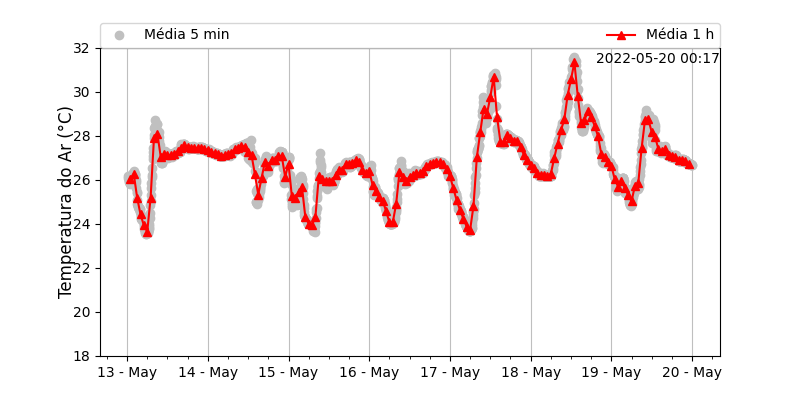 Média 5 min
Média 1 h
2022-05-20 00:17
Temperatura do Ar (°C)
32
30
28
26
24
22
20
18
13 - May
14 - May
15 - May
16 - May
17 - May
18 - May
19 - May
20 - May